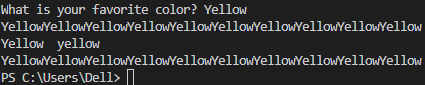 What is your favorite color? Yellow
YellowYellowYellowYellowYellowYellowYellowYellowYellowYellow
Yellow  yellow
YellowYellowYellowYellowYellowYellowYellowYellowYellowYellow
PS C:\Users\Dell>